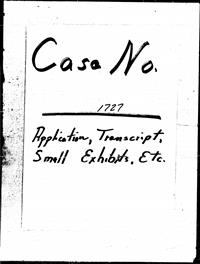 Case No.
1727
Application, Transcript,
Small Exhibits, Etc.